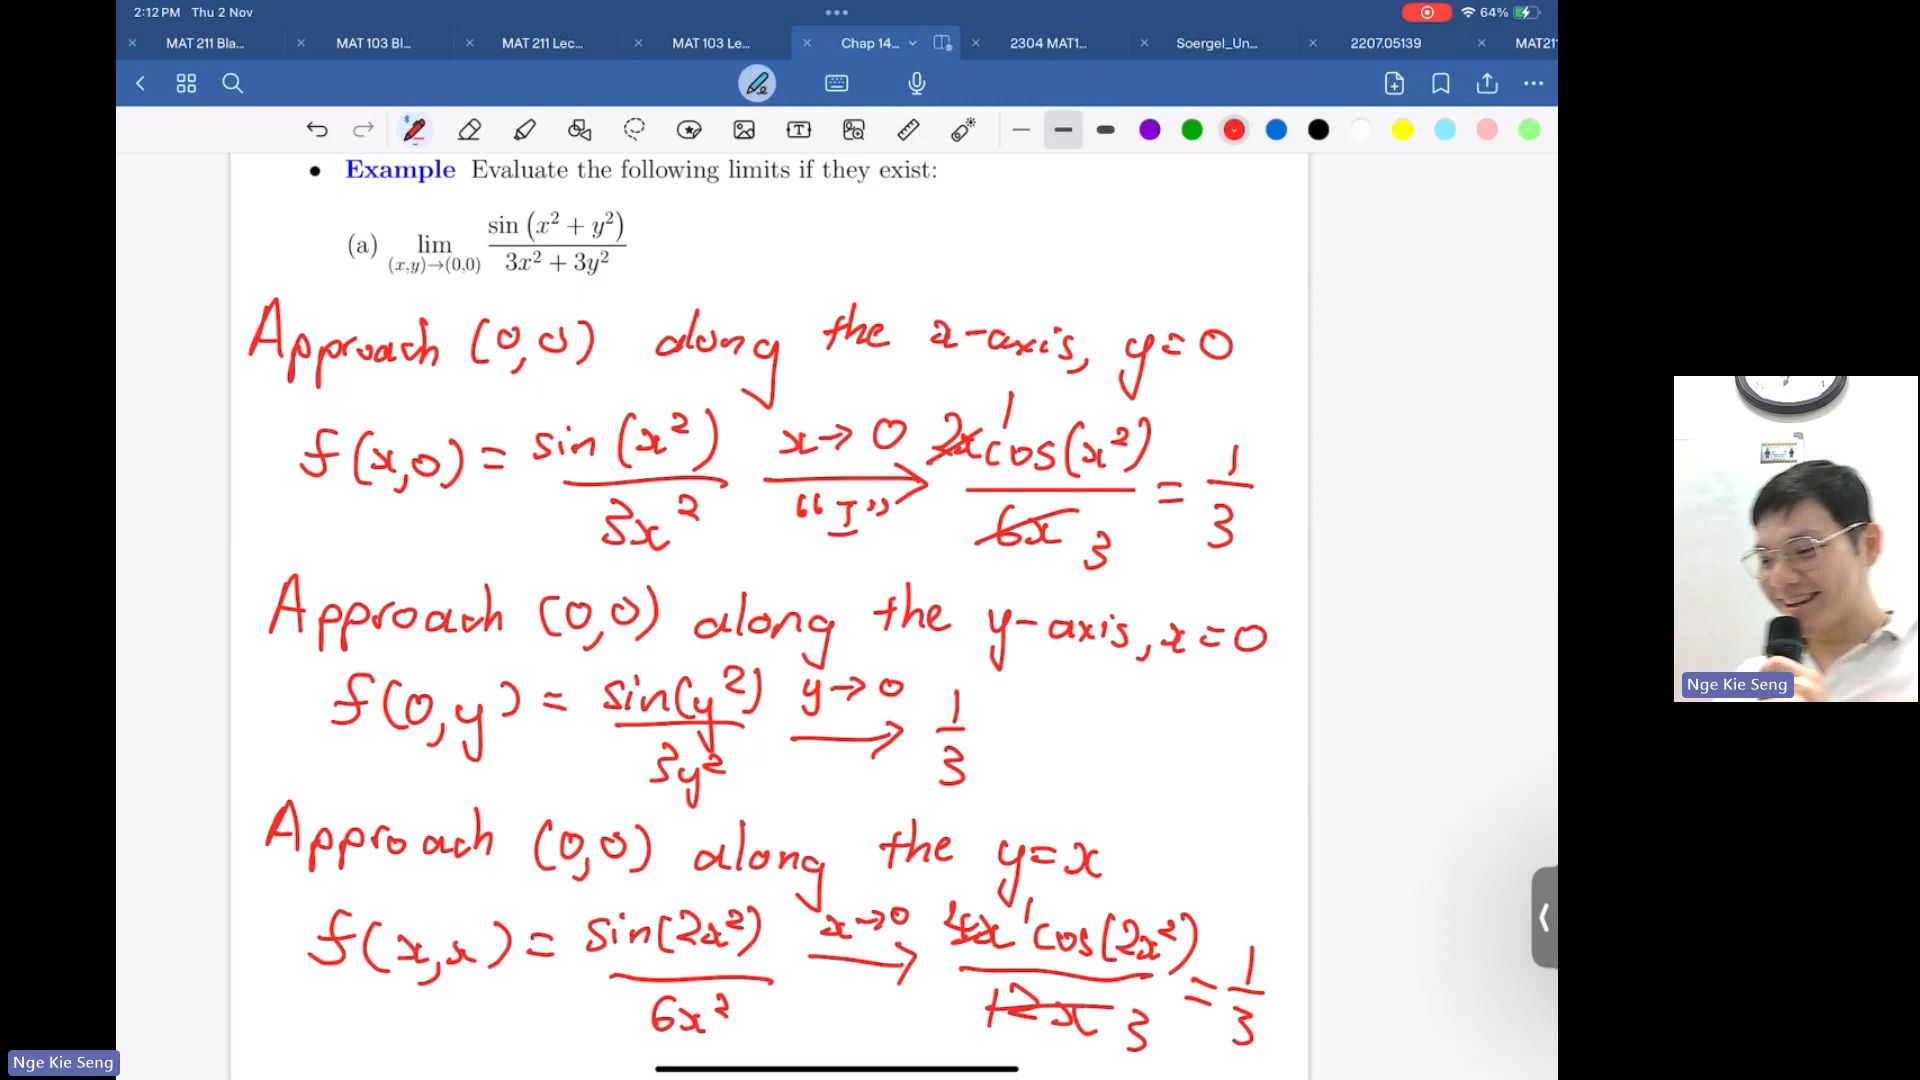 2:12 PM Thu 2 Nov
64%
MAT 211 Bla...
MAT 103 Bl...
MAT 211 Lec...
MAT 103 Le...
Chap 14...
2304 MAT1...
Soergel_Un...
2207.05139
MAT21
• Example Evaluate the following limits if they exist:
(a) lim (x,y)→(0,0) sin (x² + y²) / 3x² + 3y²
Approach (0,0) along the x-axis, y=0
f(x,0) = sin (x²) / 3x² x→0 → 2x 1 cos(x²) / 6x 3 = 1/3
Approach (0,0) along the y-axis, x=0
f(0,y) = sin(y²) / 3y² y→0 → 1/3
Approach (0,0) along the y=x
f(x,x) = sin(2x²) / 6x² x→0 → 4x 1 cos(2x²) / 12x 3 = 1/3
Nge Kie Seng
Nge Kie Seng